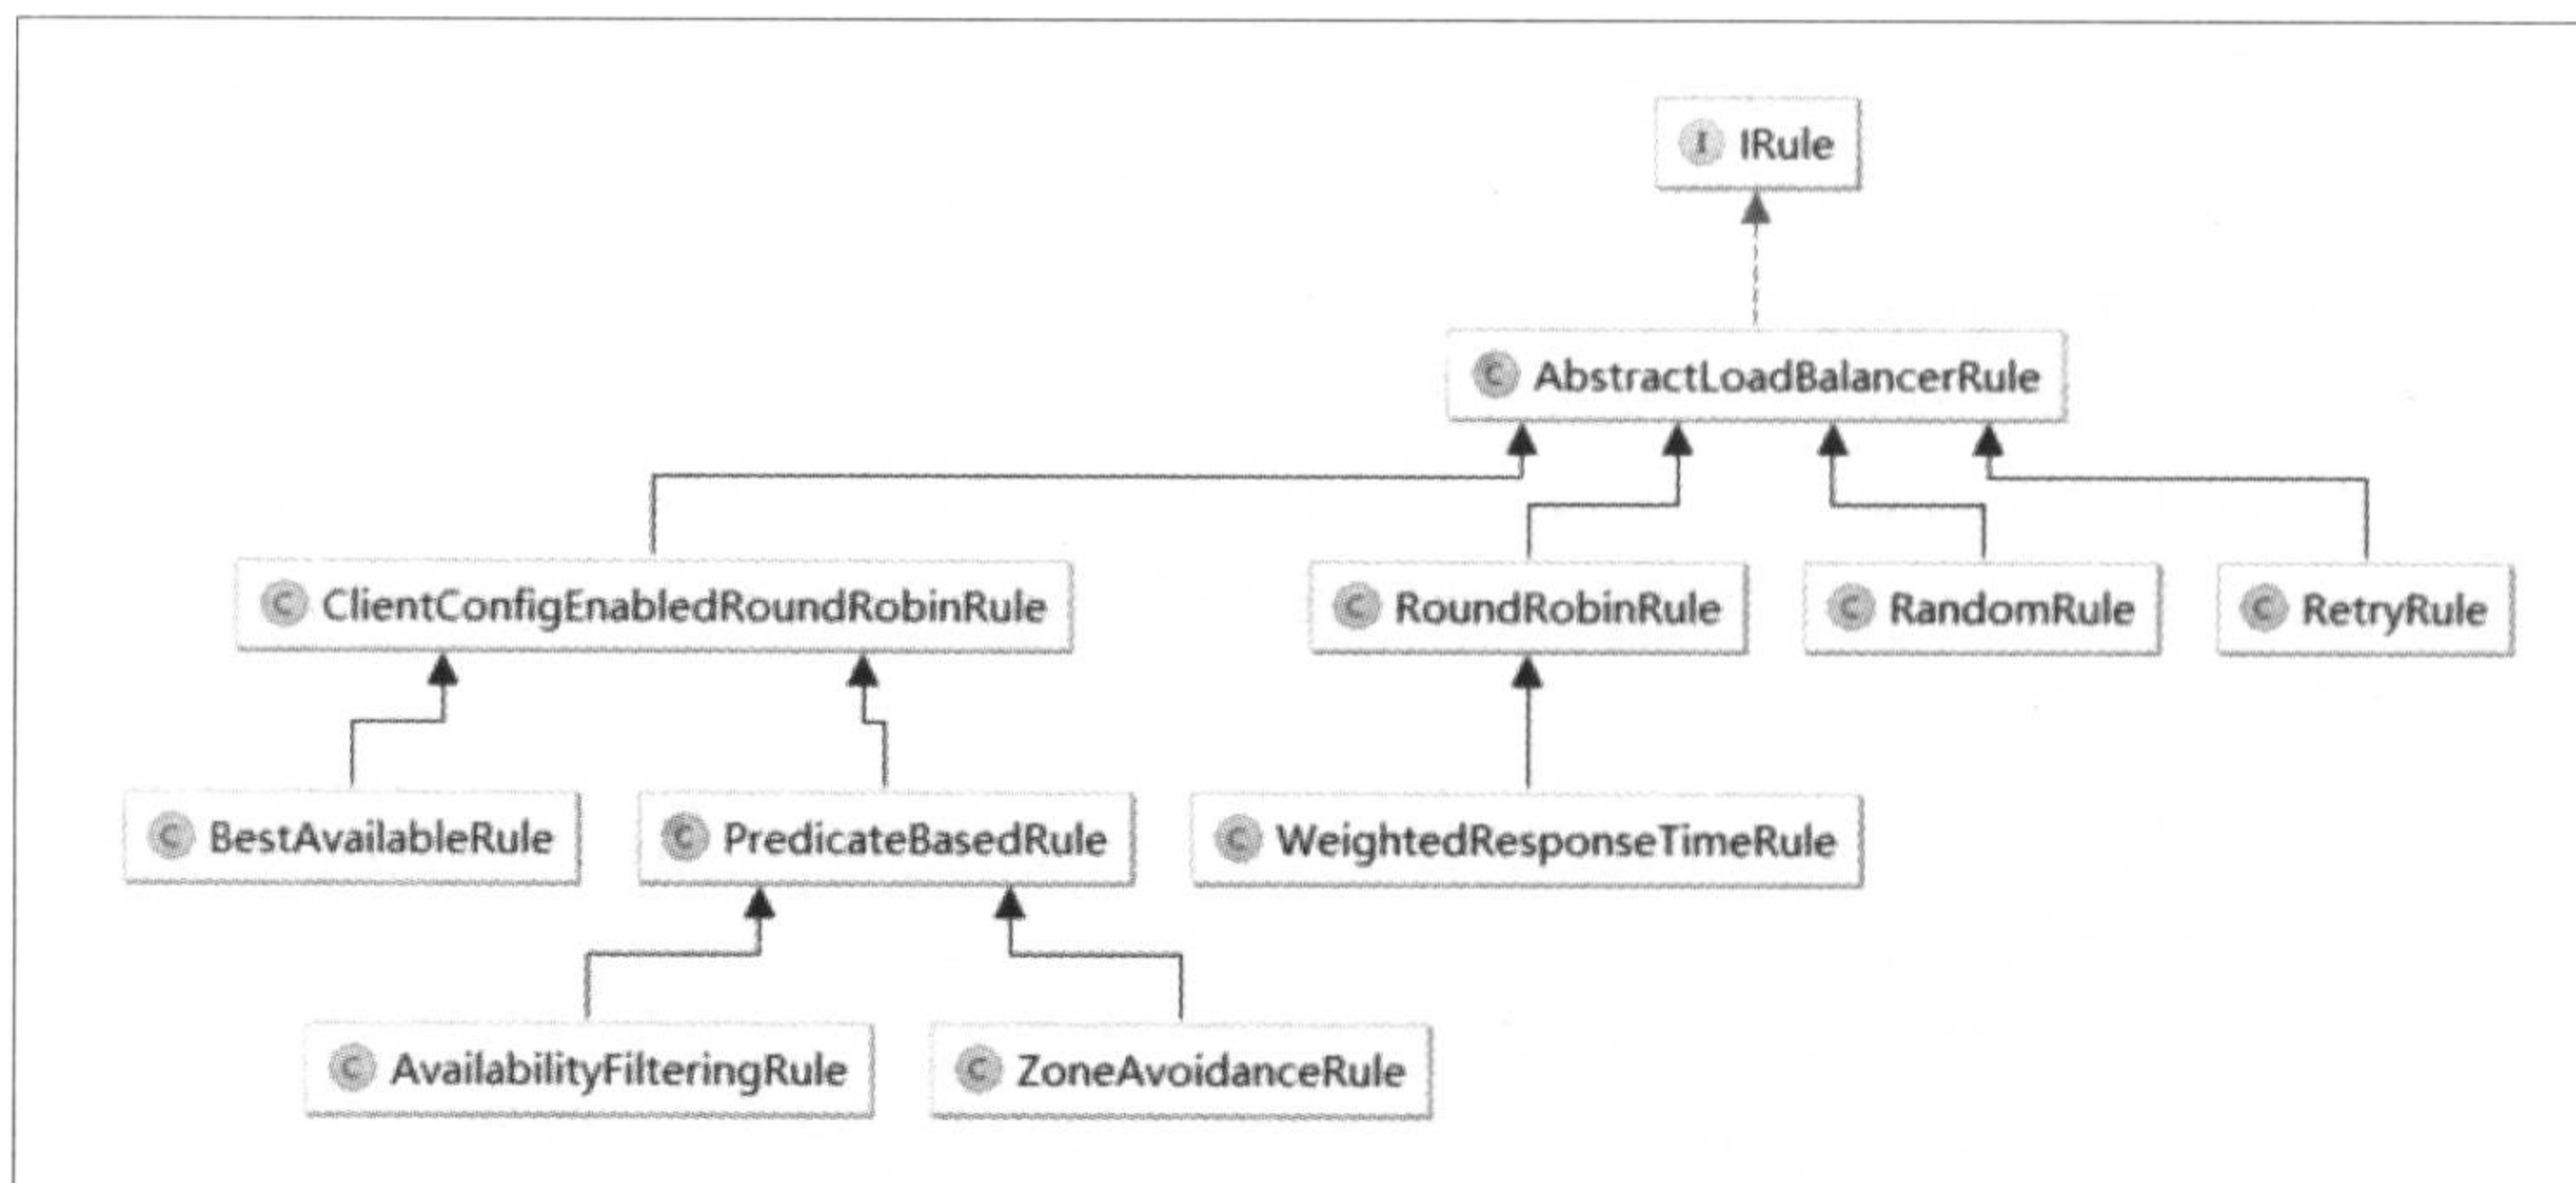 I IRule
C AbstractLoadBalancerRule
C ClientConfigEnabledRoundRobinRule
C RoundRobinRule
C RandomRule
C RetryRule
C BestAvailableRule
C PredicateBasedRule
C WeightedResponseTimeRule
C AvailabilityFilteringRule
C ZoneAvoidanceRule